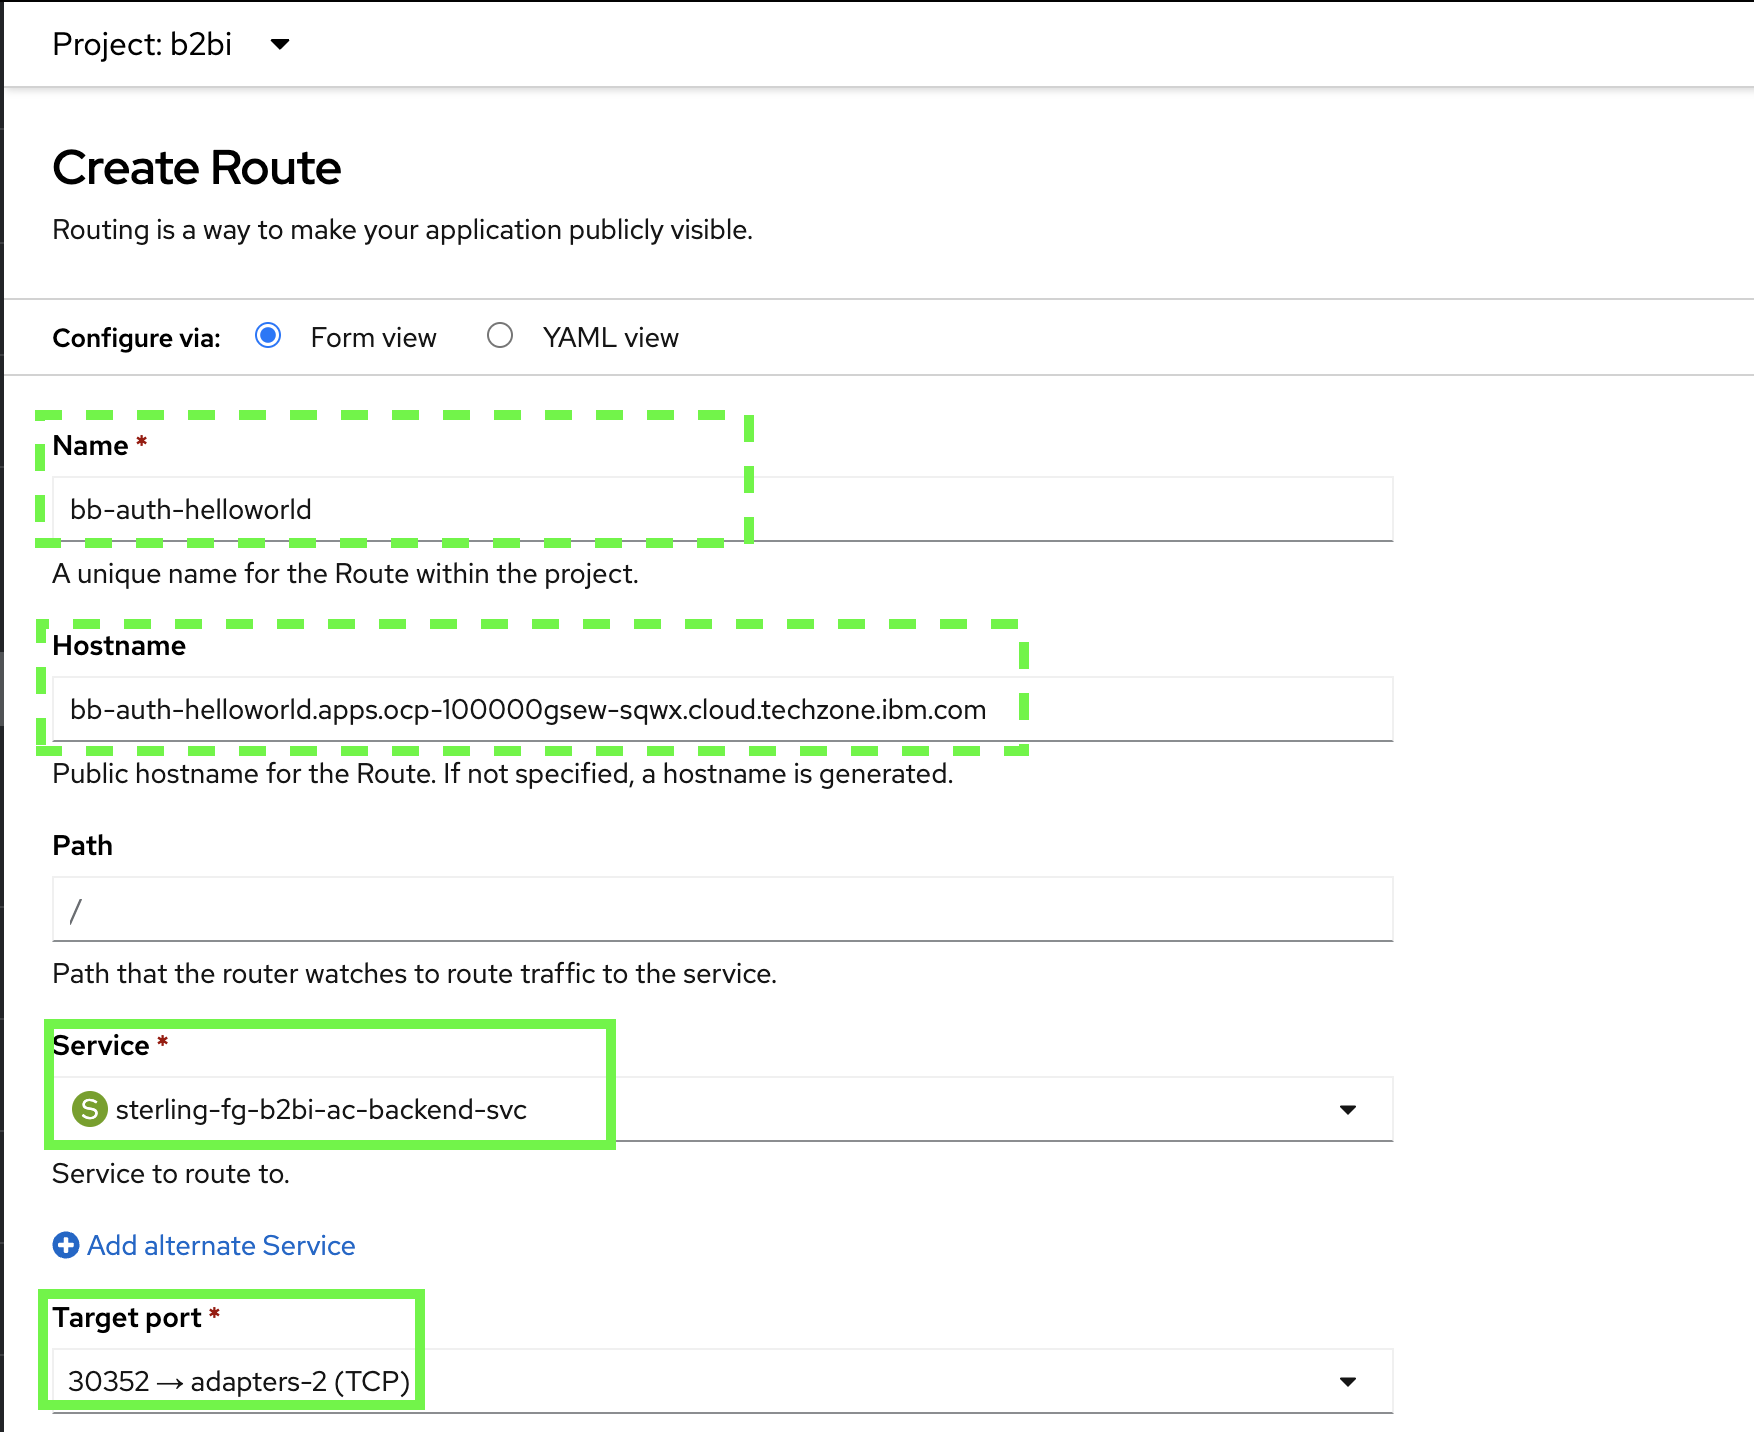 Project: b2bi
Create Route
Routing is a way to make your application publicly visible.
Configure via: Form view YAML view
Name *
bb-auth-helloworld
A unique name for the Route within the project.
Hostname
bb-auth-helloworld.apps.ocp-100000gsew-sqwx.cloud.techzone.ibm.com
Public hostname for the Route. If not specified, a hostname is generated.
Path
/
Path that the router watches to route traffic to the service.
Service *
S sterling-fg-b2bi-ac-backend-svc
Service to route to.
Add alternate Service
Target port *
30352 → adapters-2 (TCP)